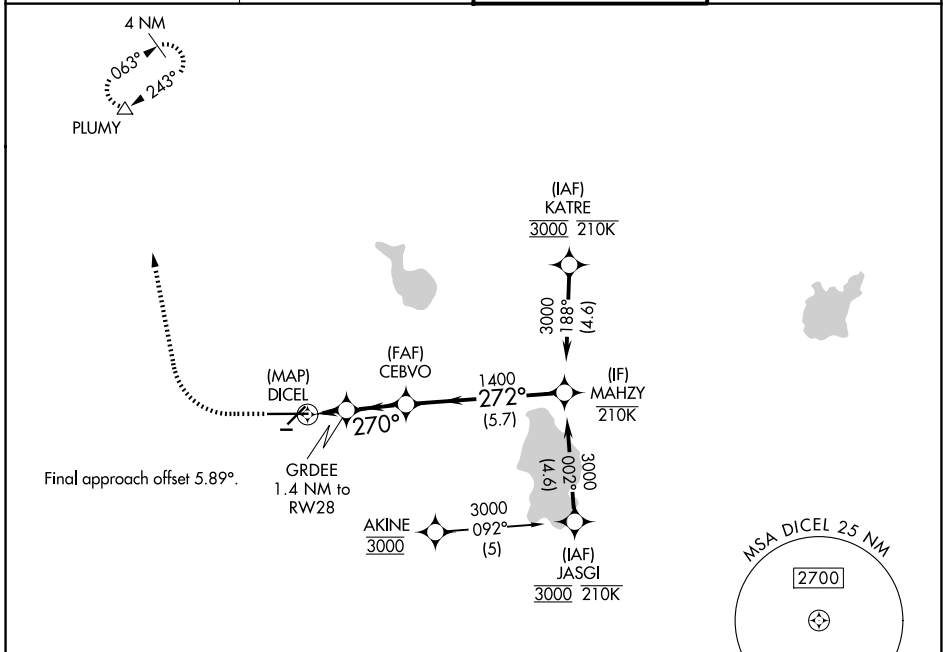 4 NM
063°
243°
PLUMY
(IAF)
KATRE
3000 210K
3000
188°
(4.6)
(FAF)
CEBVO
(MAP)
DICEL
1400
272°
(5.7)
(IF)
MAHZY
210K
270°
GRDEE
1.4 NM to
RW28
Final approach offset 5.89°.
3000
002°
(4.6)
AKINE
3000
3000
092°
(5)
(IAF)
JASGI
3000 210K
MSA DICEL 25 NM
2700